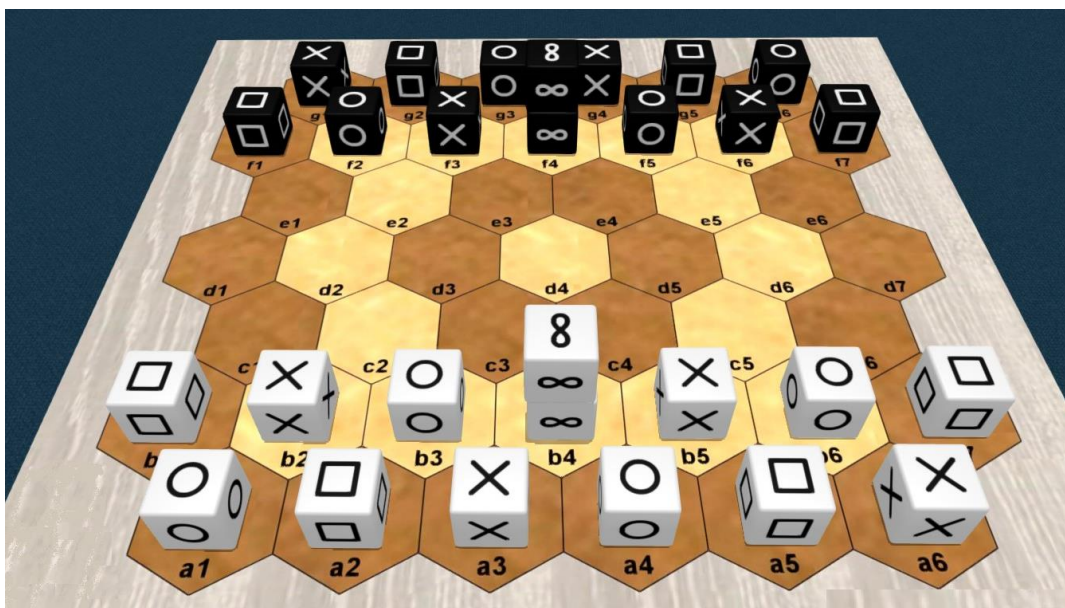 g2 g3 g4 g5
f1 f2 f3 f4 f5 f6 f7
e1 e2 e3 e4 e5 e6
d1 d2 d3 d4 d5 d6 d7
c2 c3 c4 c5
b2 b3 b4 b5
8
a1 a2 a3 a4 a5 a6